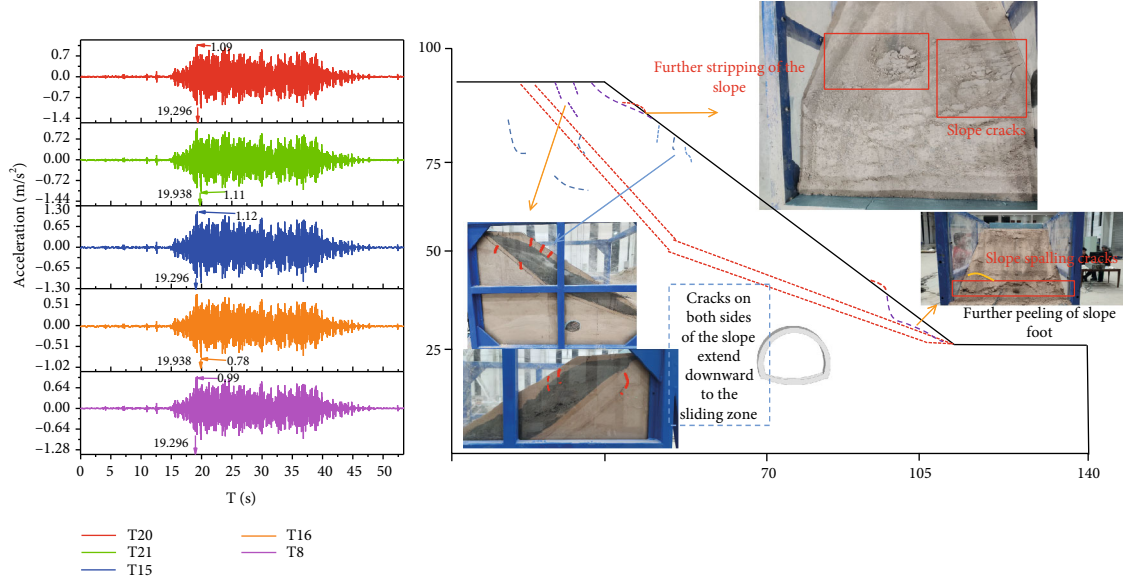 Acceleration (m/s²)
0.7
0.0
−0.7
−1.4
1.09
19.296
0.72
0.00
−0.72
−1.44
19.938
1.11
1.30
0.65
0.00
−0.65
−1.30
1.12
19.296
0.51
0.00
−0.51
−1.02
19.938
0.78
0.64
0.00
−0.64
−1.28
0.99
19.296
0 5 10 15 20 25 30 35 40 45 50
T (s)
T20
T21
T15
T16
T8
100
75
50
25
70 105 140
Further stripping of the
slope
Slope cracks
Slope spalling cracks
Further peeling of slope
foot
Cracks on
both sides
of the slope
extend
downward
to the
sliding zone